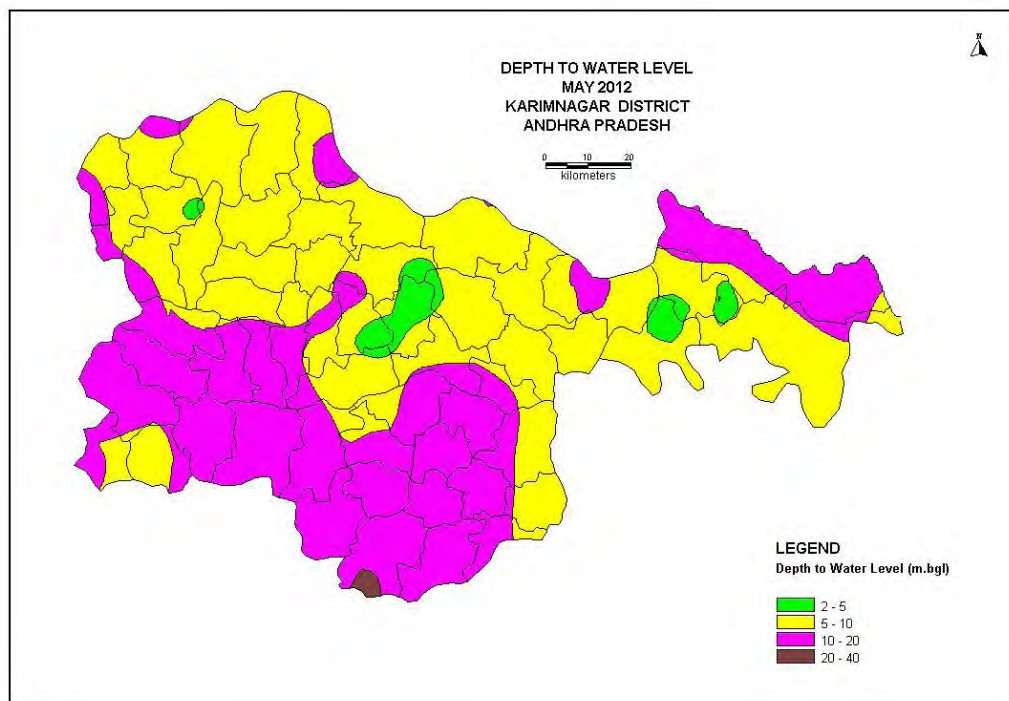 N
DEPTH TO WATER LEVEL
MAY 2012
KARIMNAGAR DISTRICT
ANDHRA PRADESH
0 10 20
kilometers
LEGEND
Depth to Water Level (m.bgl)
2 - 5
5 - 10
10 - 20
20 - 40